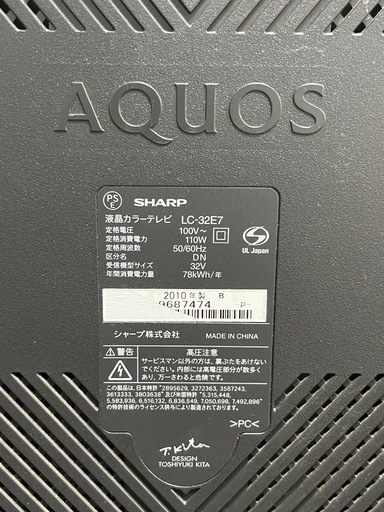 AQUOS
PS
E
SHARP
液晶カラーテレビ LC-32E7
定格電圧 100V～
定格消費電力 110W
定格周波数 50/60Hz
区分 DN
受信機型サイズ 32V
年間消費電力量 78kWh/年
S
UL Japan
2010年製 B
9687474 -P-
シャープ株式会社 MADE IN CHINA
⚠警告 高圧注意
サービスマン以外の方は、裏ぶたをあけない
でください。内部には高電圧部分が数多く
あり、万一さわると危険です。
この製品は、日本特許 "2895629, 3272363, 3567243,
3613333, 3803638" 及び米国特許 "5,315,448,
5,583,936, 6,516,132, 6,836,549, 7,050,698, 7,492,896"
の特許技術のライセンス供与により製造されています。
T. Kita
DESIGN
TOSHIYUKI KITA
>PC<